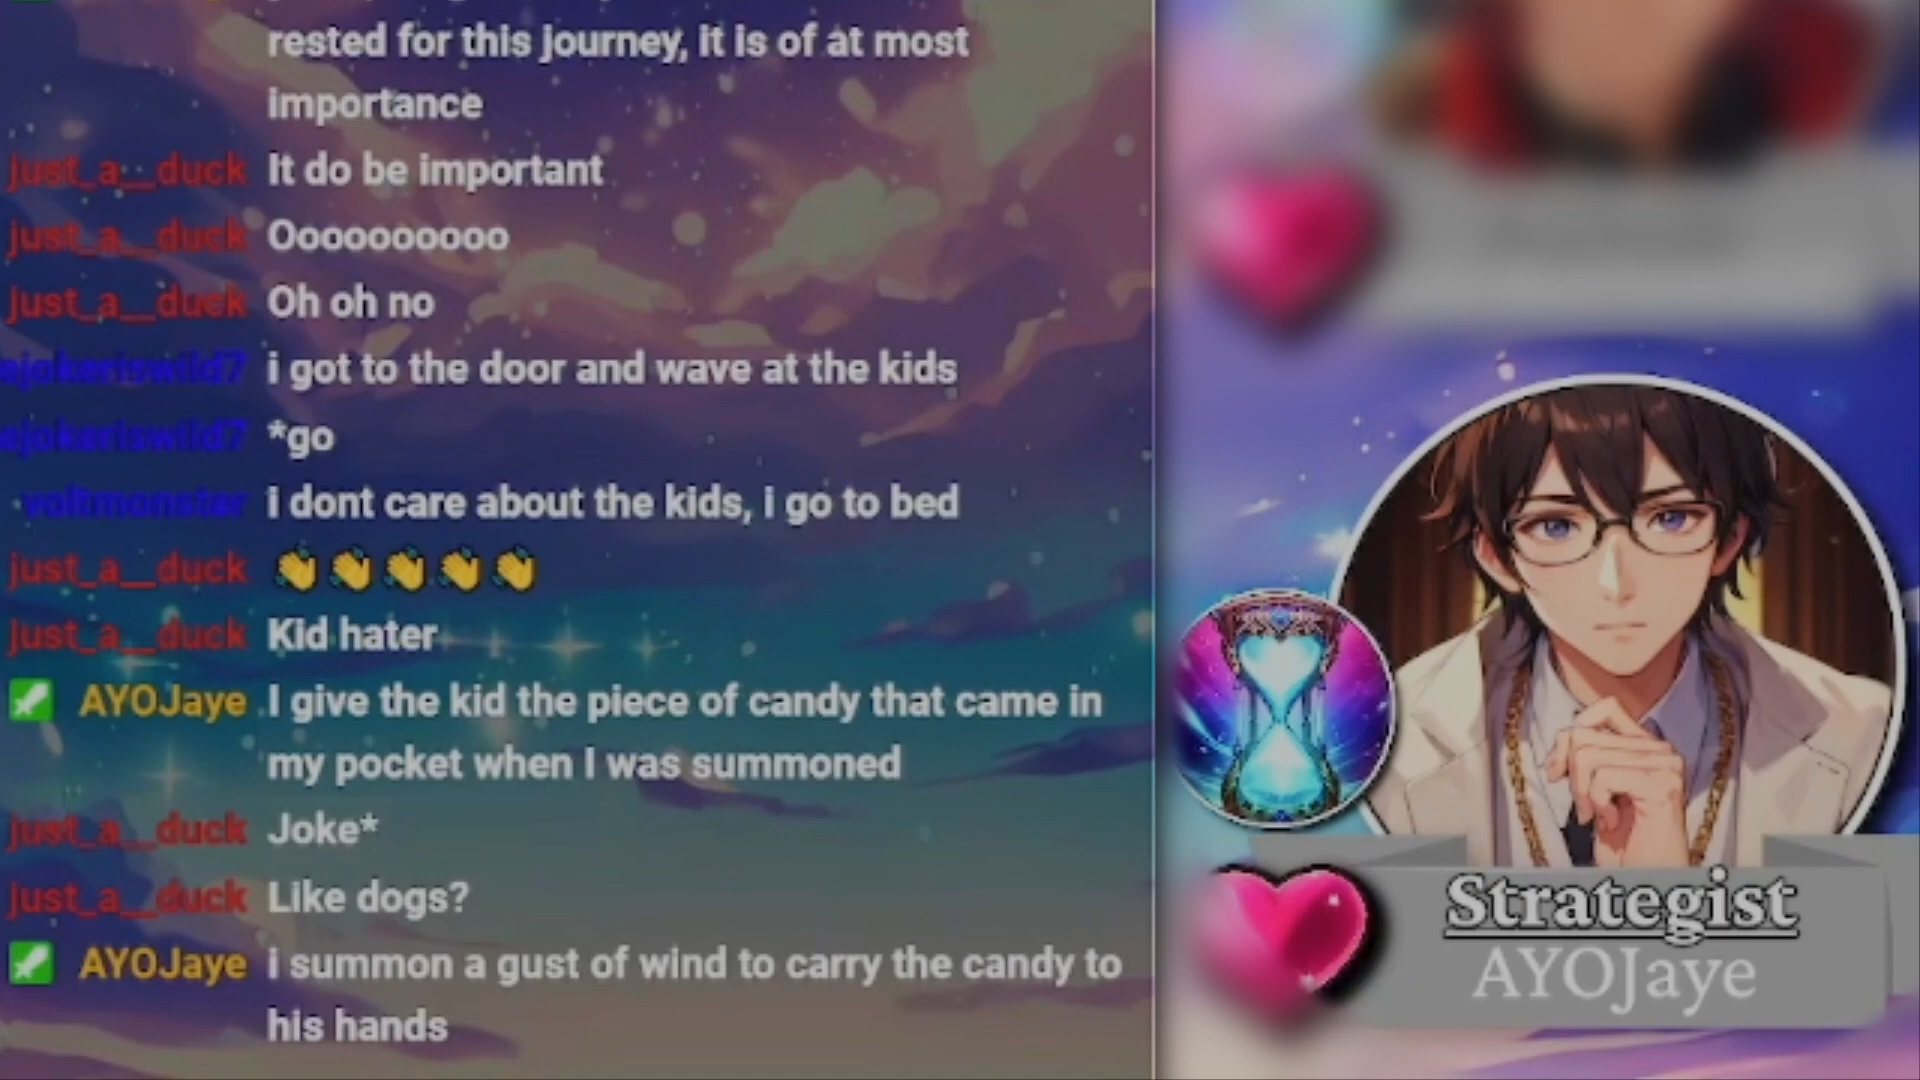 rested for this journey, it is of at most
importance
just_a__duck It do be important
just_a__duck Oooooooooo
just_a__duck Oh oh no
ejokeriswild7 i got to the door and wave at the kids
ejokeriswild7 *go
voltmonster i dont care about the kids, i go to bed
just_a__duck 👏👏👏👏👏
just_a__duck Kid hater
AYOJaye I give the kid the piece of candy that came in
my pocket when I was summoned
just_a__duck Joke*
just_a__duck Like dogs?
AYOJaye i summon a gust of wind to carry the candy to
his hands
Strategist
AYOJaye